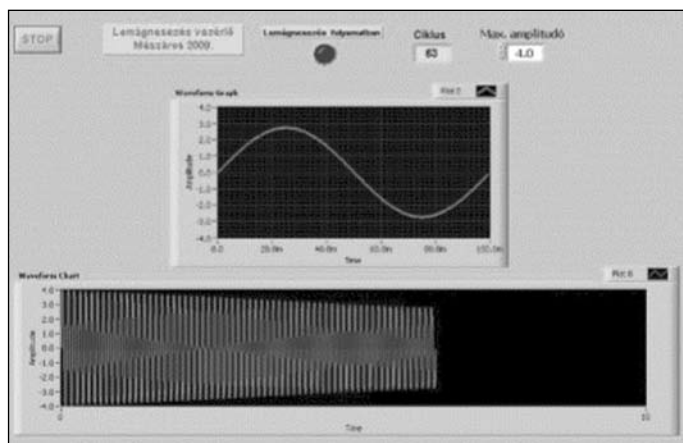 STOP
Lemágnesezés vezérlő
Mészáros 2009.
Lemágnesezés folyamatban
Ciklus
63
Max. amplitudó
4.0
Waveform Graph
Plot 0
Amplitude
4.0
3.0
2.0
1.0
0.0
-1.0
-2.0
-3.0
-4.0
0.0 20.0m 40.0m 60.0m 80.0m 100.0m
Time
Waveform Chart
Plot 0
Amplitude
4.0
3.0
2.0
1.0
0.0
-1.0
-2.0
-3.0
-4.0
0
Time